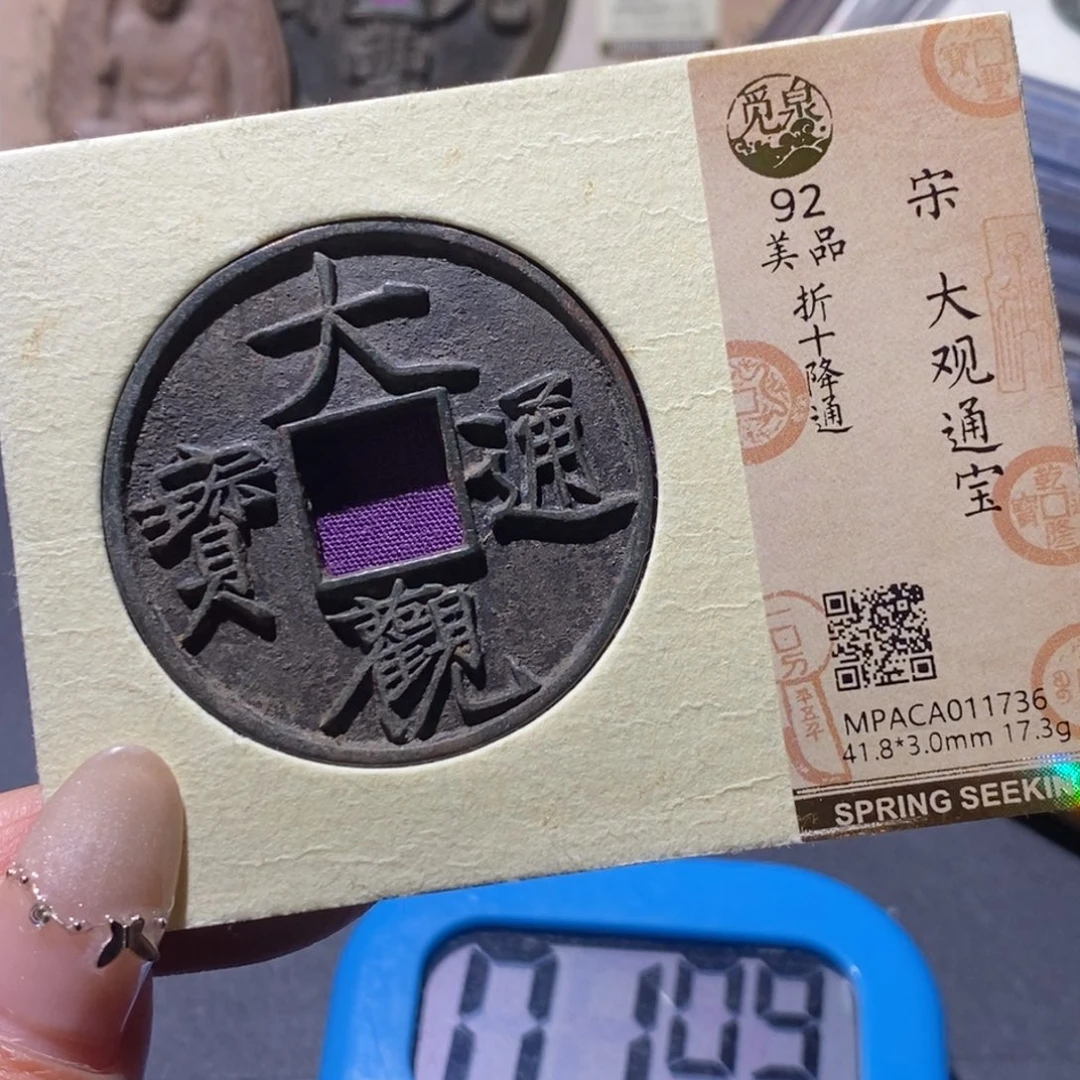 大
通
觀
寶
觅泉
92
美品
折十降通
宋 大观通宝
MPACA011736
41.8*3.0mm 17.3g
SPRING SEEKIN